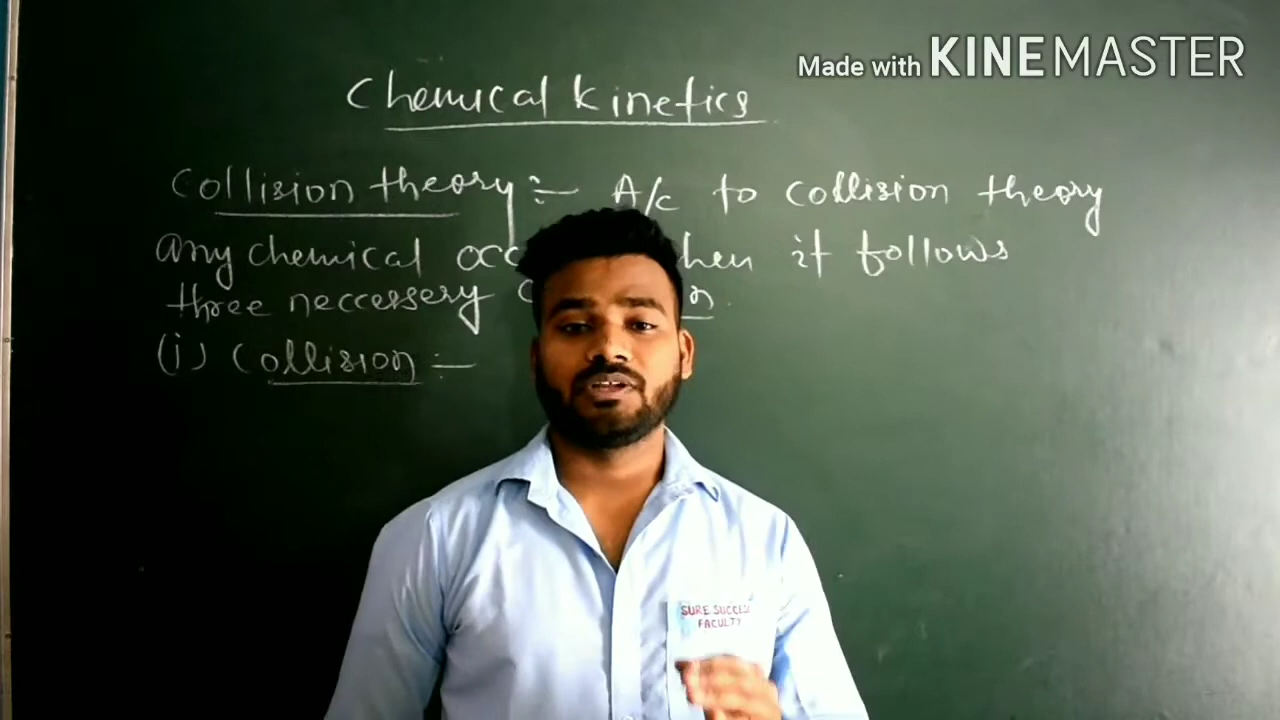 Made with KINEMASTER
Chemical kinetics
Collision theory :- A/c to collision theory
any chemical hen it follows
three neccessery
(i) Collision :-
SURE SUCCESS
FACULTY